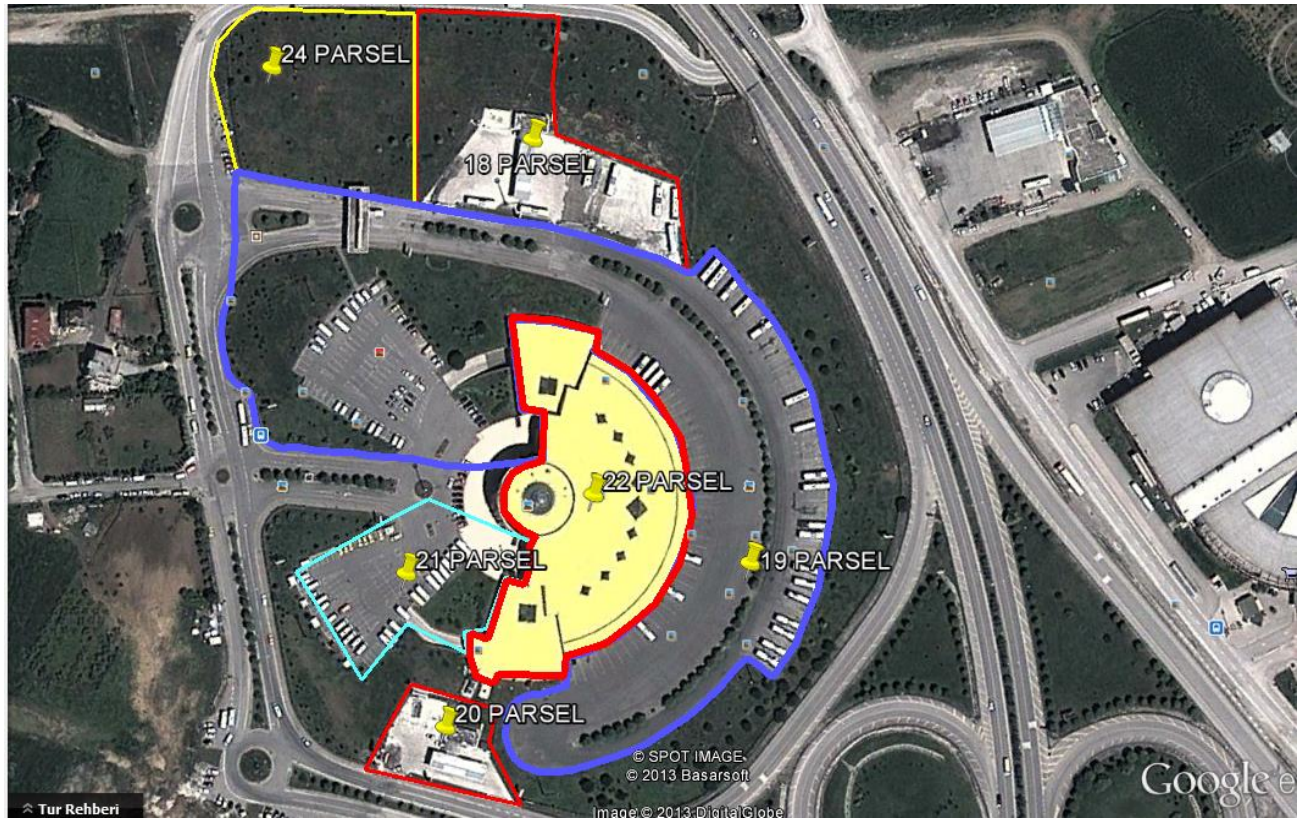 24 PARSEL
18 PARSEL
22 PARSEL
21 PARSEL
19 PARSEL
20 PARSEL
© SPOT IMAGE
© 2013 Basarsoft
Image © 2013 DigitalGlobe
Google e
Tur Rehberi